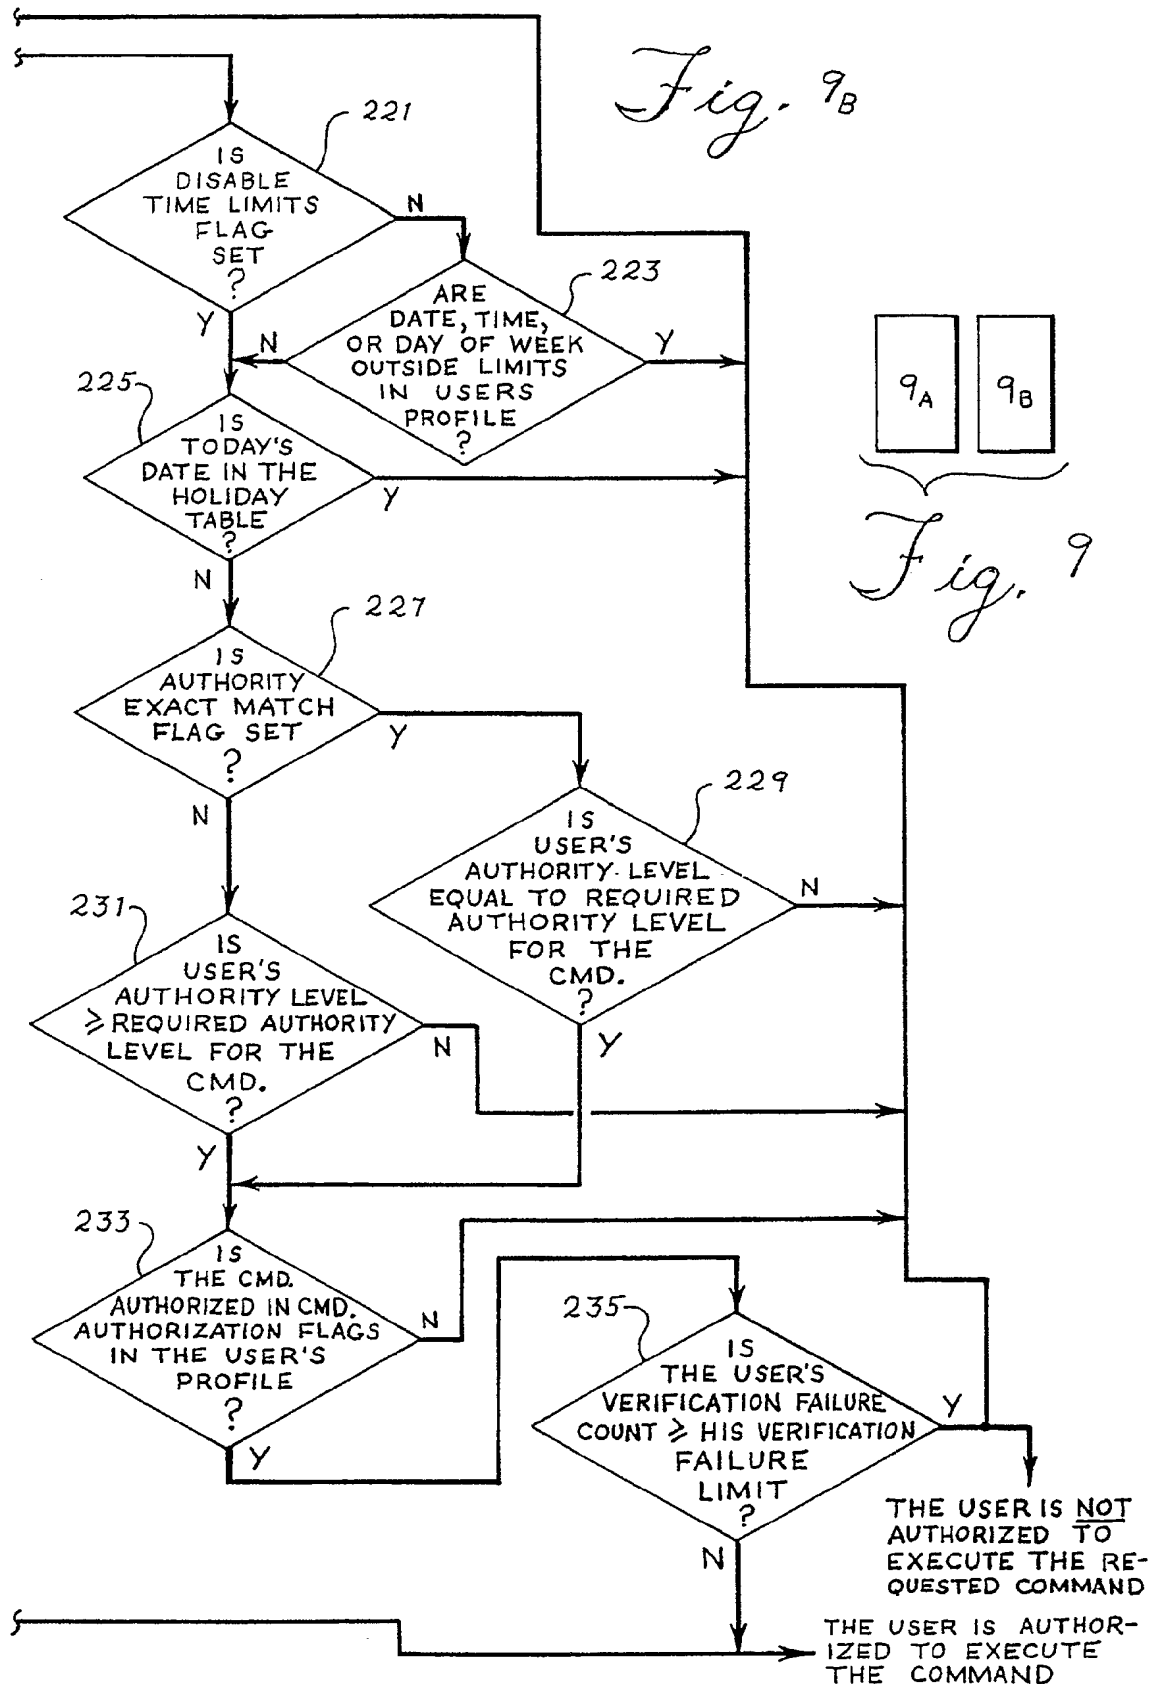 Fig. 9B
221
IS
DISABLE
TIME LIMITS
FLAG
SET
?
N
Y
223
ARE
DATE, TIME,
OR DAY OF WEEK
OUTSIDE LIMITS
IN USERS
PROFILE
?
N
Y
9A
9B
Fig. 9
225
IS
TODAY'S
DATE IN THE
HOLIDAY
TABLE
?
Y
N
227
IS
AUTHORITY
EXACT MATCH
FLAG SET
?
Y
N
229
IS
USER'S
AUTHORITY LEVEL
EQUAL TO REQUIRED
AUTHORITY LEVEL
FOR THE
CMD.
?
N
Y
231
IS
USER'S
AUTHORITY LEVEL
≥ REQUIRED AUTHORITY
LEVEL FOR THE
CMD.
?
N
Y
233
IS
THE CMD.
AUTHORIZED IN CMD.
AUTHORIZATION FLAGS
IN THE USER'S
PROFILE
?
N
Y
235
IS
THE USER'S
VERIFICATION FAILURE
COUNT ≥ HIS VERIFICATION
FAILURE
LIMIT
?
Y
N
THE USER IS NOT
AUTHORIZED TO
EXECUTE THE RE-
QUESTED COMMAND
THE USER IS AUTHOR-
IZED TO EXECUTE
THE COMMAND